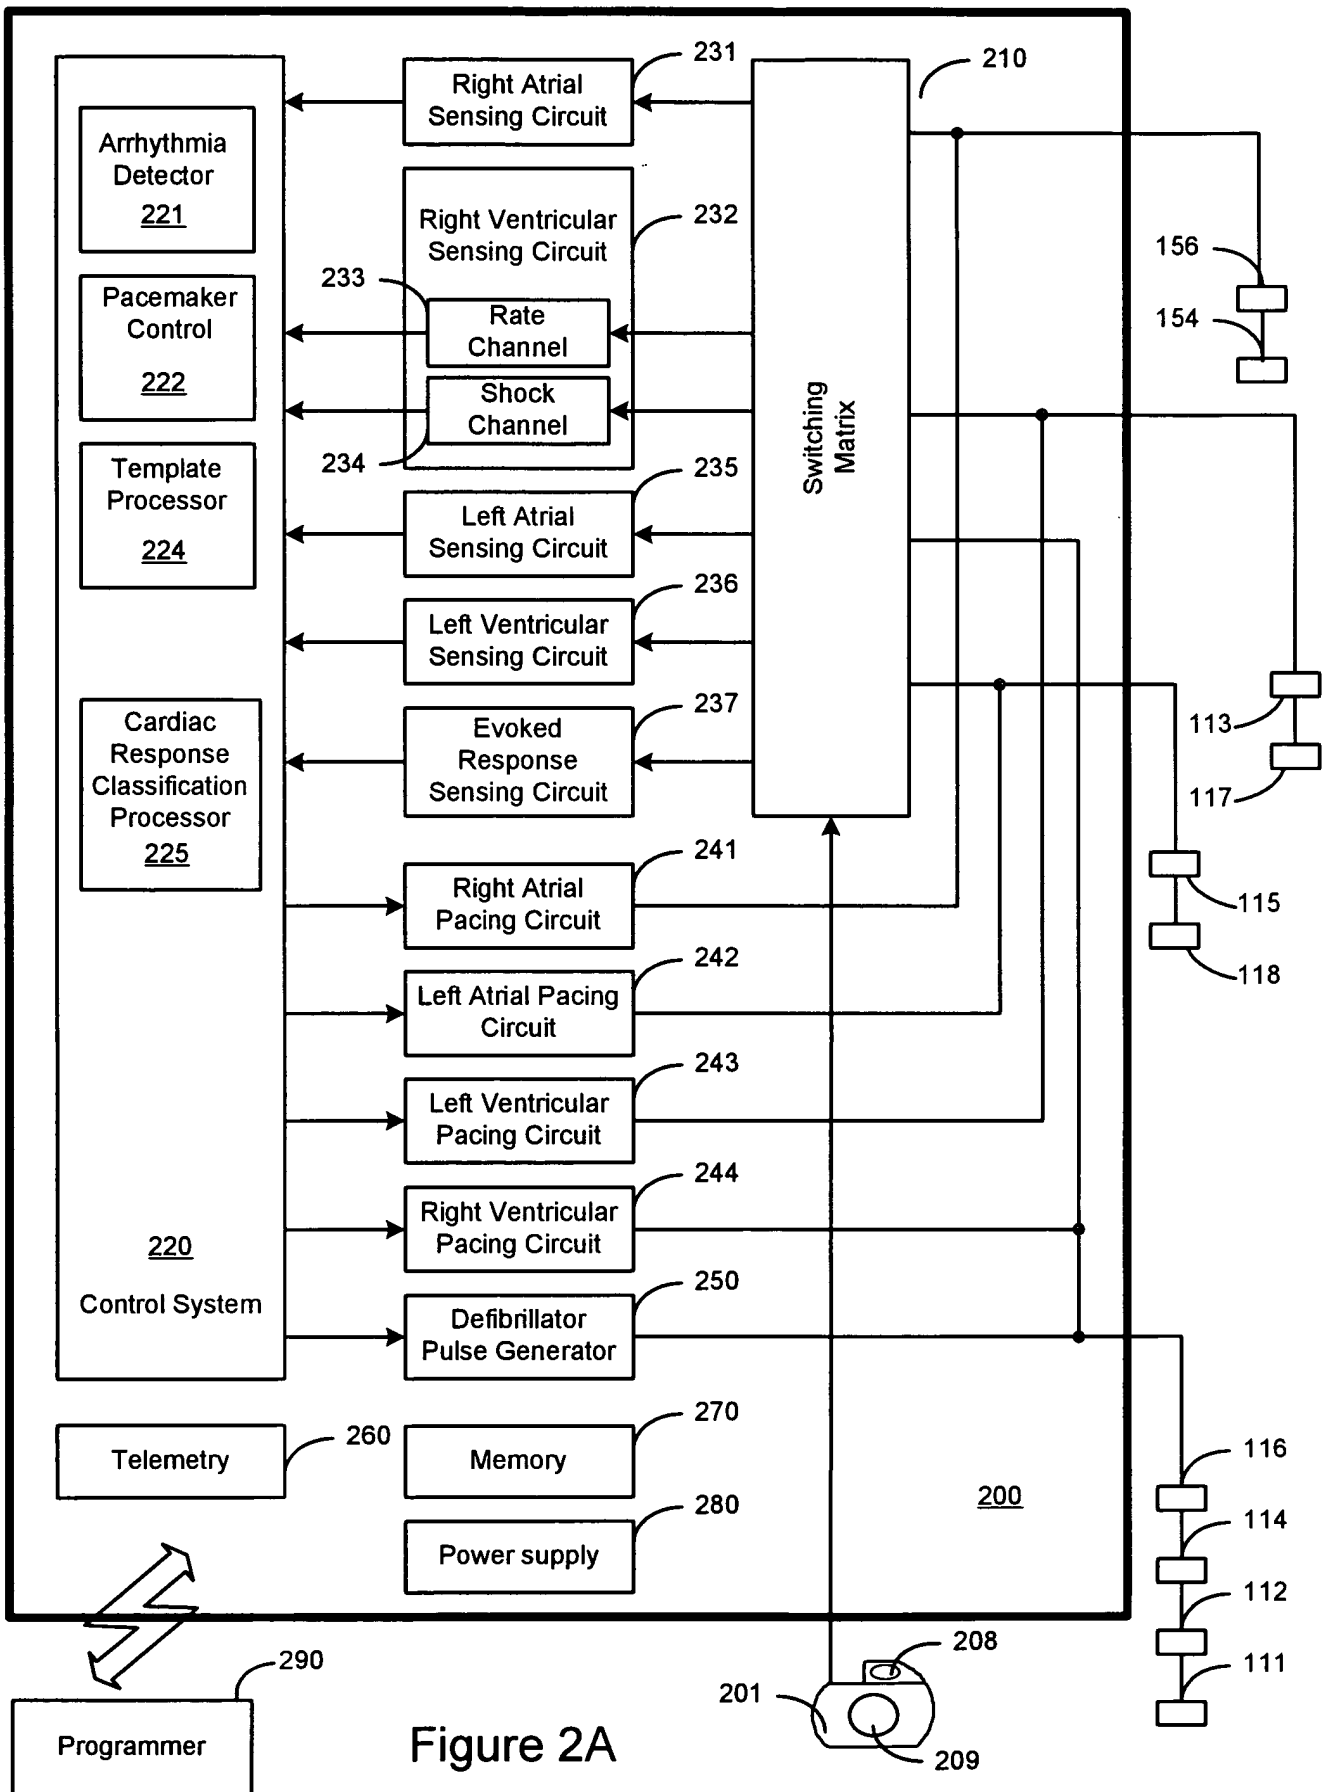 231
210
Right Atrial
Sensing Circuit
Arrhythmia
Detector
221
Right Ventricular
Sensing Circuit
232
156
233
Pacemaker
Control
222
Rate
Channel
154
Shock
Channel
234
Switching
Matrix
Template
Processor
224
235
Left Atrial
Sensing Circuit
236
Left Ventricular
Sensing Circuit
237
113
Cardiac
Response
Classification
Processor
225
Evoked
Response
Sensing Circuit
117
241
Right Atrial
Pacing Circuit
115
242
Left Atrial Pacing
Circuit
118
243
Left Ventricular
Pacing Circuit
244
Right Ventricular
Pacing Circuit
220
Control System
250
Defibrillator
Pulse Generator
270
260
Telemetry
Memory
116
200
280
114
Power supply
112
208
290
111
201
Programmer
Figure 2A
209